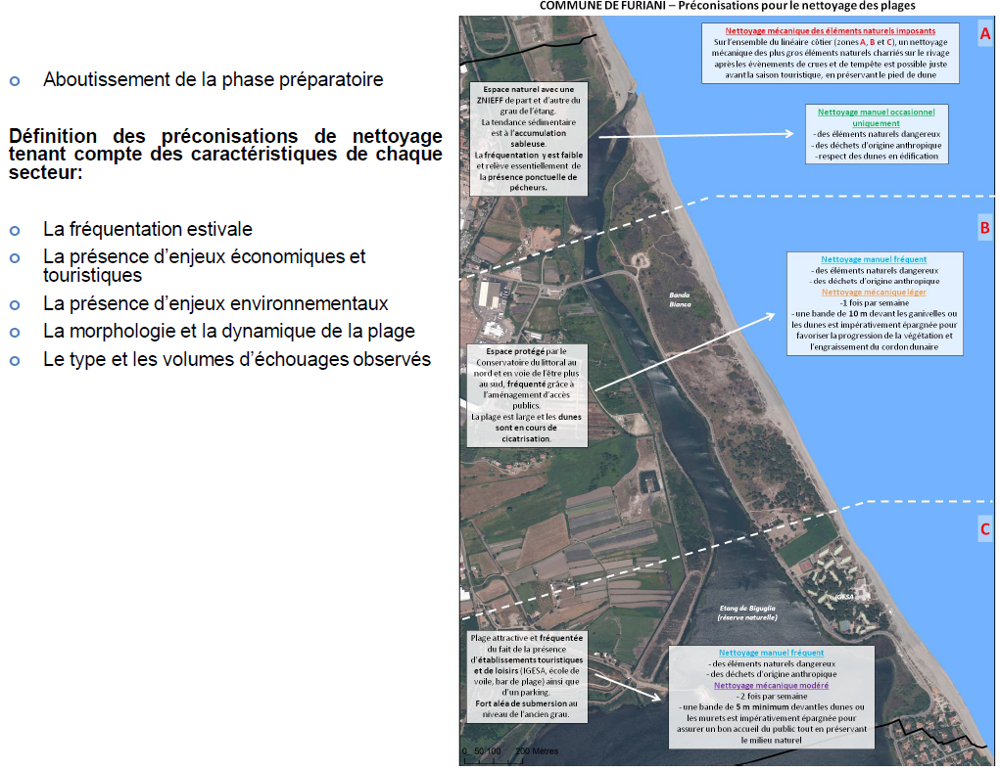 Aboutissement de la phase préparatoire
Définition des préconisations de nettoyage
tenant compte des caractéristiques de chaque
secteur:
La fréquentation estivale
La présence d'enjeux économiques et
touristiques
La présence d'enjeux environnementaux
La morphologie et la dynamique de la plage
Le type et les volumes d'échouages observés
COMMUNE DE FURIANI – Préconisations pour le nettoyage des plages
A
Nettoyage mécanique des éléments naturels imposants
Sur l'ensemble du linéaire côtier (zones A, B et C), un nettoyage
mécanique des plus gros éléments naturels charriés sur le rivage
après les évènements de crues et de tempête est possible juste
avant la saison touristique, en préservant le pied de dune
Espace naturel avec une
ZNIEFF de part et d'autre du
grau de l'étang.
La tendance sédimentaire
est à l'accumulation
sableuse.
La fréquentation y est faible
et relève essentiellement de
la présence ponctuelle de
pêcheurs.
Nettoyage manuel occasionnel
uniquement
- des éléments naturels dangereux
- des déchets d'origine anthropique
- respect des dunes en édification
B
Nettoyage manuel fréquent
- des éléments naturels dangereux
- des déchets d'origine anthropique
Nettoyage mécanique léger
-1 fois par semaine
- une bande de 10 m devant les ganivelles ou
les dunes est impérativement épargnée pour
favoriser la progression de la végétation et
l'engraissement du cordon dunaire
Banda
Bianca
Espace protégé par le
Conservatoire du littoral au
nord et en voie de l'être plus
au sud, fréquenté grâce à
l'aménagement d'accès
publics.
La plage est large et les dunes
sont en cours de
cicatrisation.
C
IGESA
Etang de Biguglia
(réserve naturelle)
Plage attractive et fréquentée
du fait de la présence
d'établissements touristiques
et de loisirs (IGESA, école de
voile, bar de plage) ainsi que
d'un parking.
Fort aléa de submersion au
niveau de l'ancien grau.
Nettoyage manuel fréquent
- des éléments naturels dangereux
- des déchets d'origine anthropique
Nettoyage mécanique modéré
- 2 fois par semaine
- une bande de 5 m minimum devant les dunes ou
les murets est impérativement épargnée pour
assurer un bon accueil du public tout en préservant
le milieu naturel
0 50 100 200 Mètres